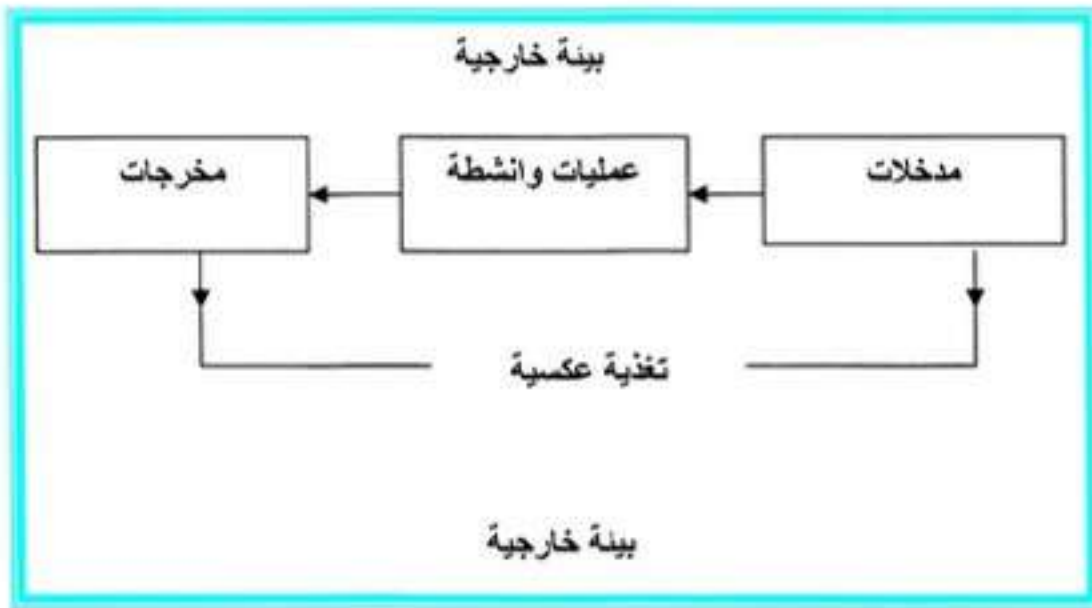 بيئة خارجية
مدخلات
عمليات وانشطة
مخرجات
تغذية عكسية
بيئة خارجية